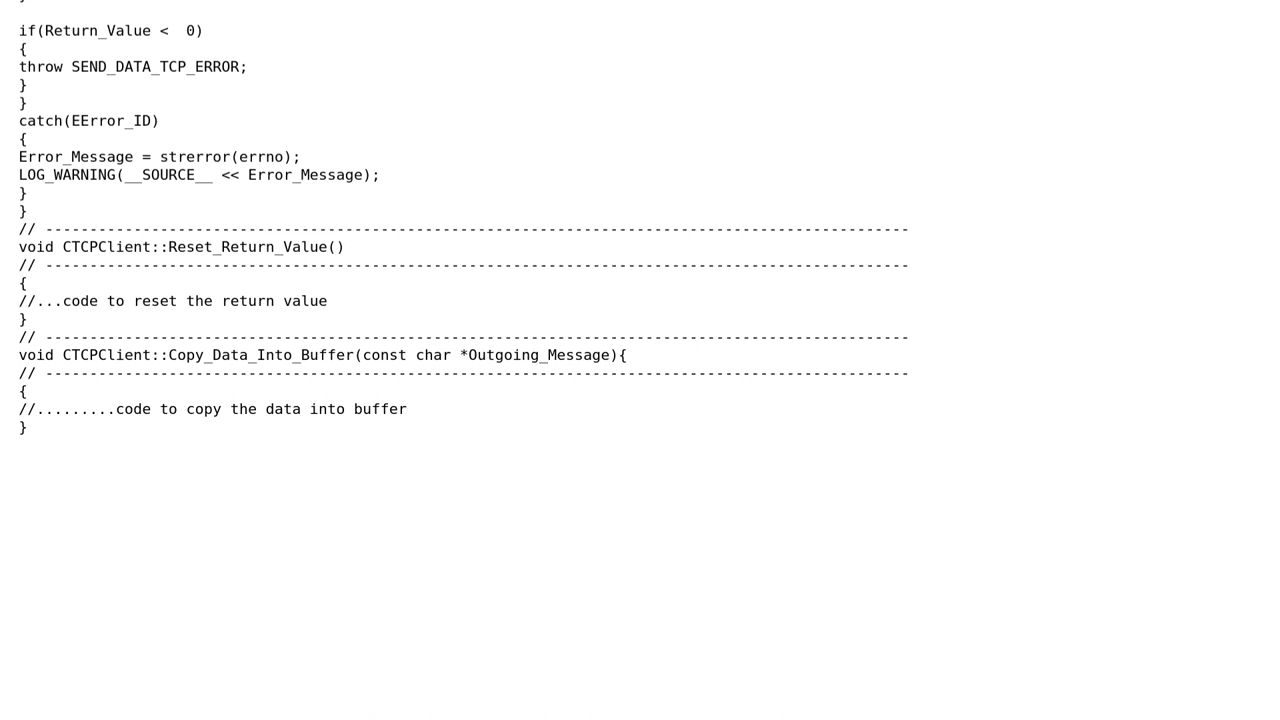 }
if(Return_Value <  0)
{
throw SEND_DATA_TCP_ERROR;
}
}
catch(EError_ID)
{
Error_Message = strerror(errno);
LOG_WARNING(__SOURCE__ << Error_Message);
}
}
// --------------------------------------------------------------------------------------------------
void CTCPClient::Reset_Return_Value()
// --------------------------------------------------------------------------------------------------
{
//...code to reset the return value
}
// --------------------------------------------------------------------------------------------------
void CTCPClient::Copy_Data_Into_Buffer(const char *Outgoing_Message){
// --------------------------------------------------------------------------------------------------
{
//.........code to copy the data into buffer
}